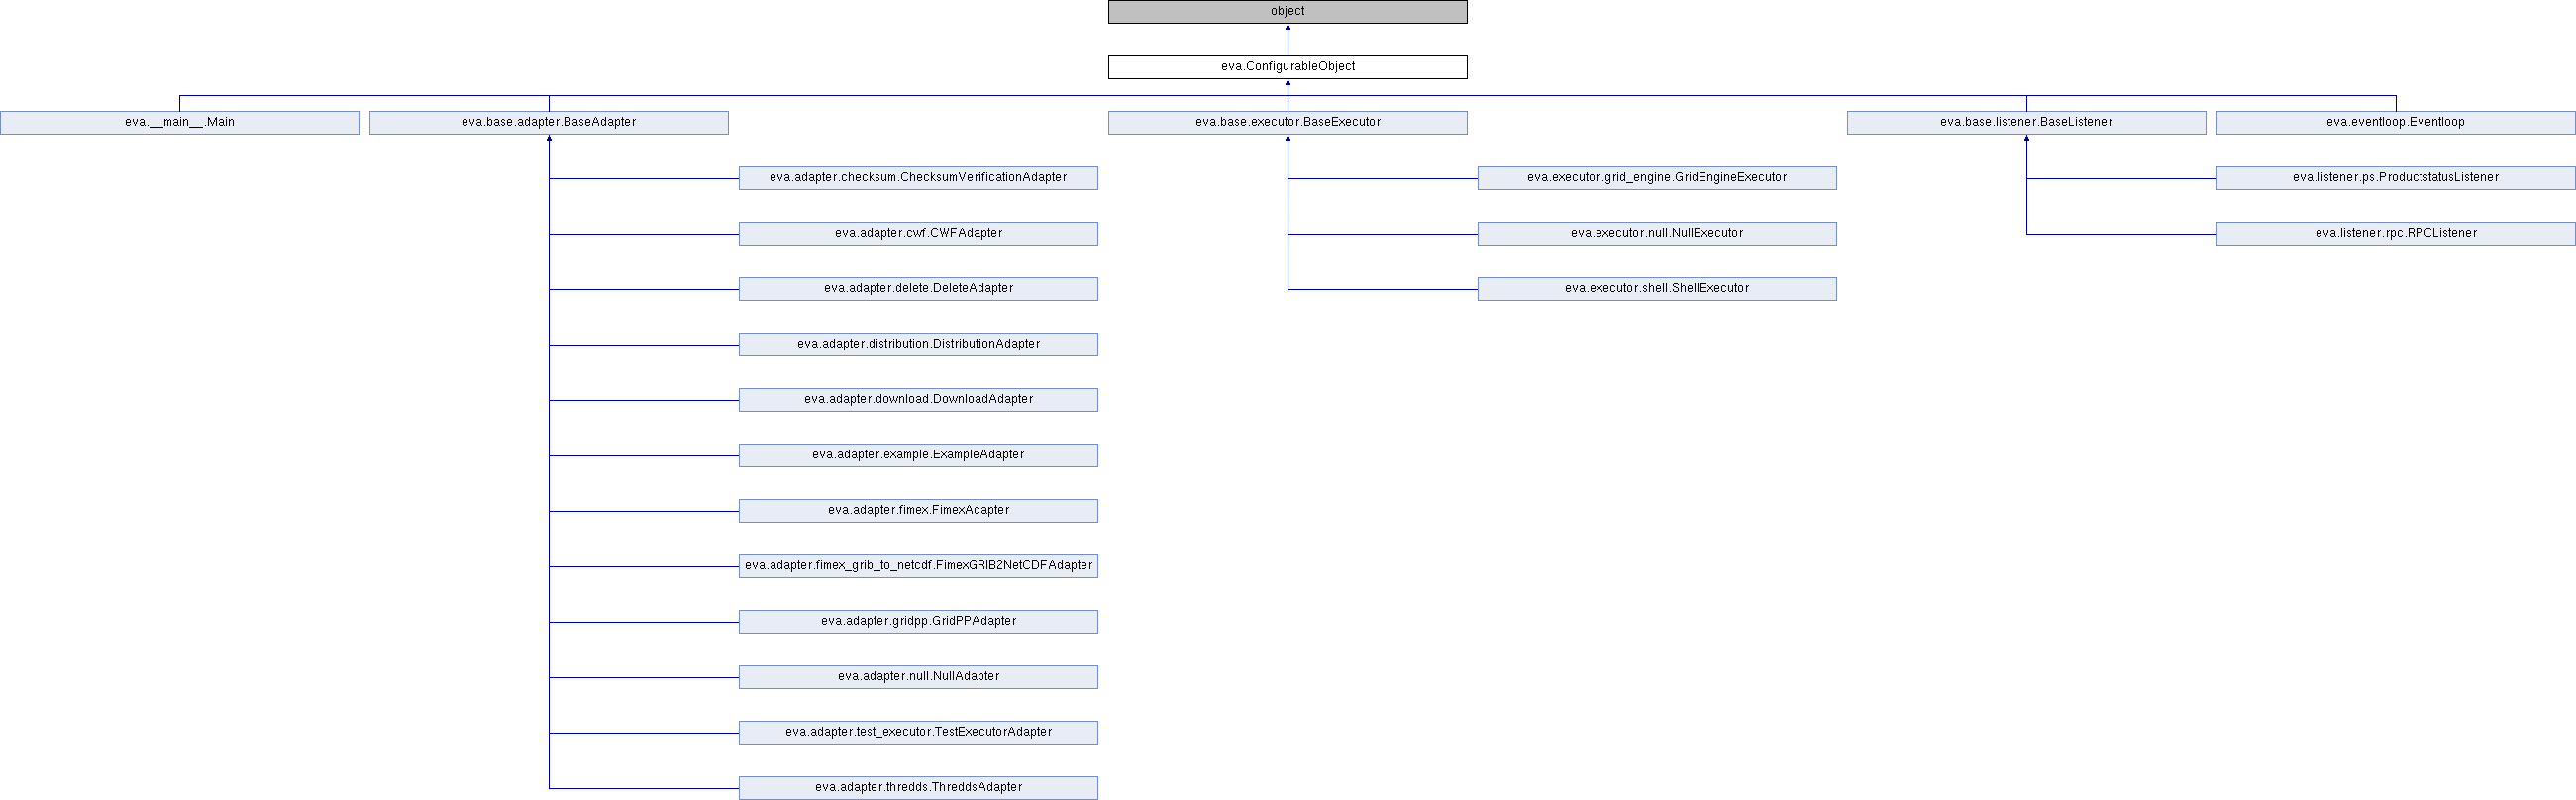 object
eva.ConfigurableObject
eva.__main__.Main
eva.base.adapter.BaseAdapter
eva.base.executor.BaseExecutor
eva.base.listener.BaseListener
eva.eventloop.Eventloop
eva.adapter.checksum.ChecksumVerificationAdapter
eva.executor.grid_engine.GridEngineExecutor
eva.listener.ps.ProductstatusListener
eva.adapter.cwf.CWFAdapter
eva.executor.null.NullExecutor
eva.listener.rpc.RPCListener
eva.adapter.delete.DeleteAdapter
eva.executor.shell.ShellExecutor
eva.adapter.distribution.DistributionAdapter
eva.adapter.download.DownloadAdapter
eva.adapter.example.ExampleAdapter
eva.adapter.fimex.FimexAdapter
eva.adapter.fimex_grib_to_netcdf.FimexGRIB2NetCDFAdapter
eva.adapter.gridpp.GridPPAdapter
eva.adapter.null.NullAdapter
eva.adapter.test_executor.TestExecutorAdapter
eva.adapter.thredds.ThreddsAdapter